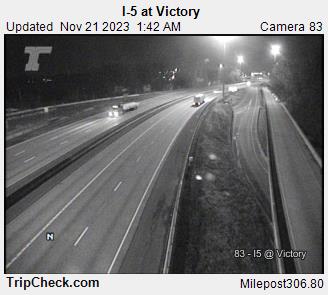 I-5 at Victory
Updated Nov 21 2023 1:42 AM Camera 83
T
N
83 - I5 @ Victory
TripCheck.com Milepost306.80